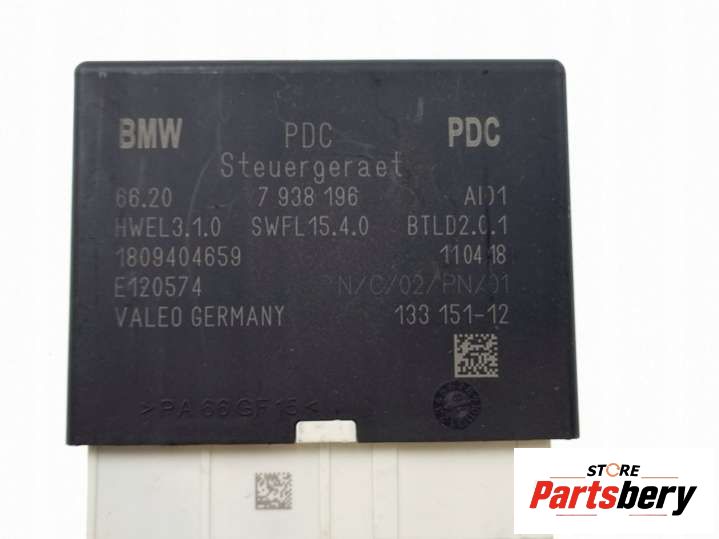 BMW PDC PDC
Steuergeraet
66.20 7 938 196 AI01
HWEL3.1.0 SWFL15.4.0 BTLD2.0.1
1809404659 110418
E120574 N/C/02/PN/01
VALEO GERMANY 133 151-12
>PA 66 GF15<
STORE
Partsbery